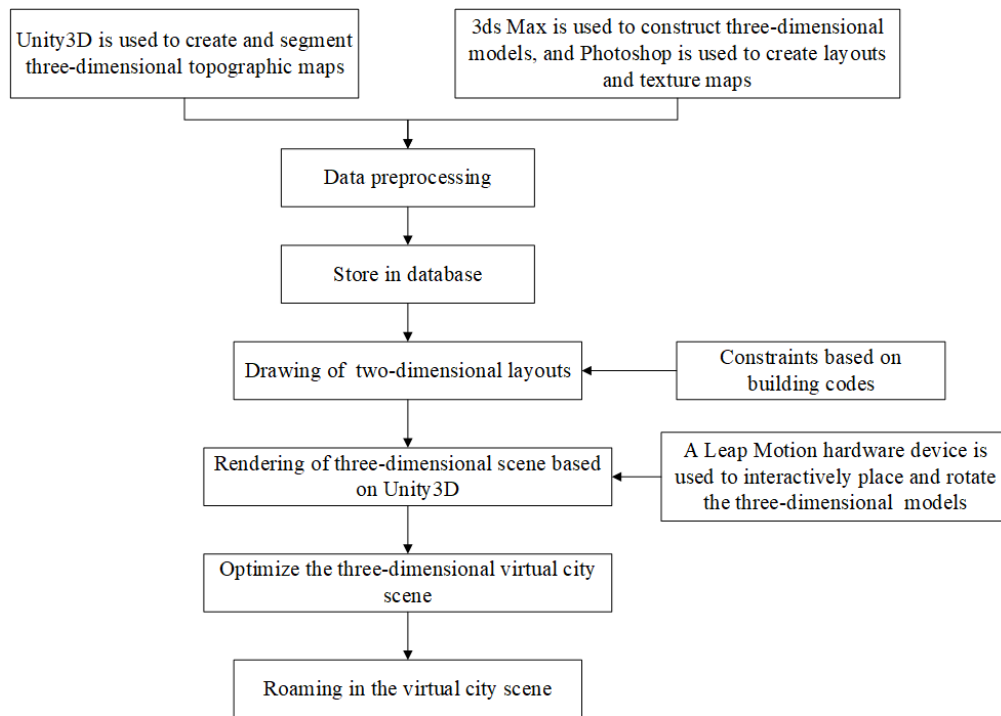 Unity3D is used to create and segment
three-dimensional topographic maps
3ds Max is used to construct three-dimensional
models, and Photoshop is used to create layouts
and texture maps
Data preprocessing
Store in database
Drawing of two-dimensional layouts
Constraints based on
building codes
Rendering of three-dimensional scene based
on Unity3D
A Leap Motion hardware device is
used to interactively place and rotate
the three-dimensional models
Optimize the three-dimensional virtual city
scene
Roaming in the virtual city scene